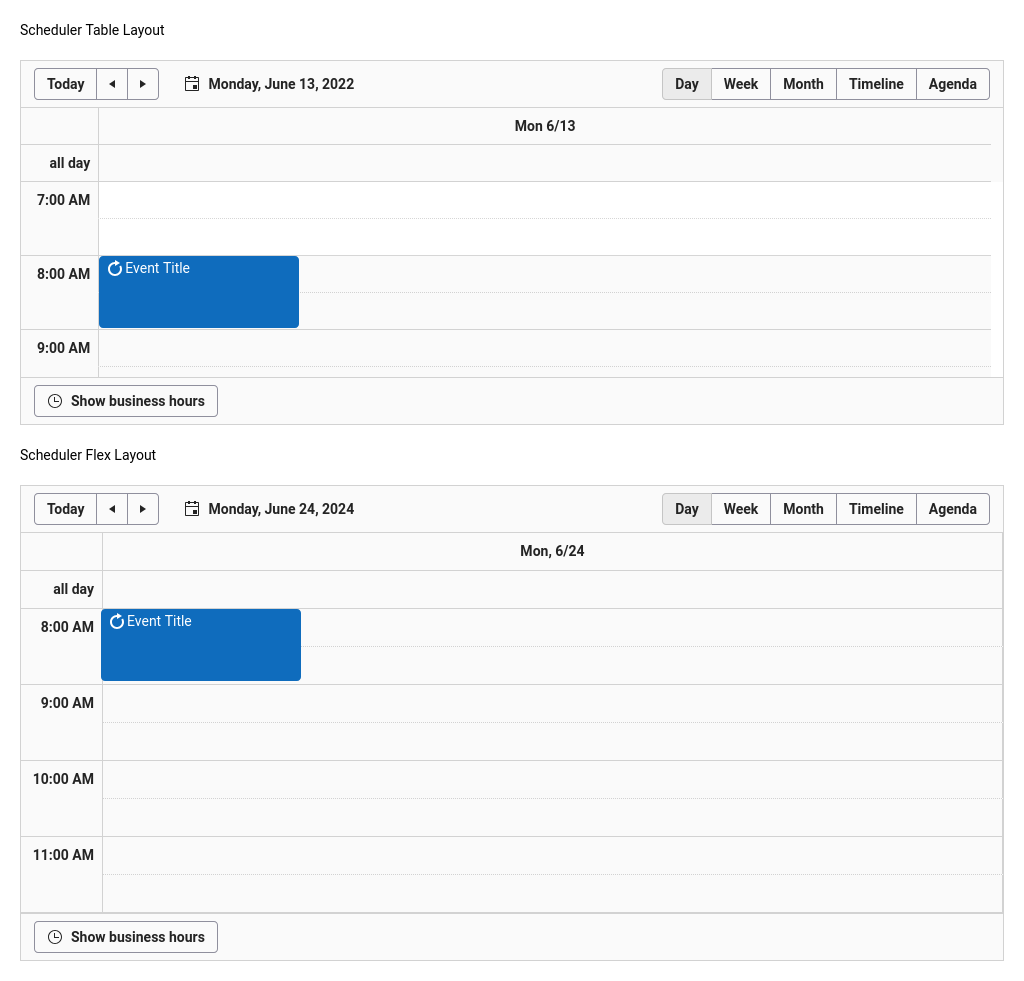 Scheduler Table Layout
Today Monday, June 13, 2022 Day Week Month Timeline Agenda
Mon 6/13
all day
7:00 AM
8:00 AM Event Title
9:00 AM
Show business hours
Scheduler Flex Layout
Today Monday, June 24, 2024 Day Week Month Timeline Agenda
Mon, 6/24
all day
8:00 AM Event Title
9:00 AM
10:00 AM
11:00 AM
Show business hours